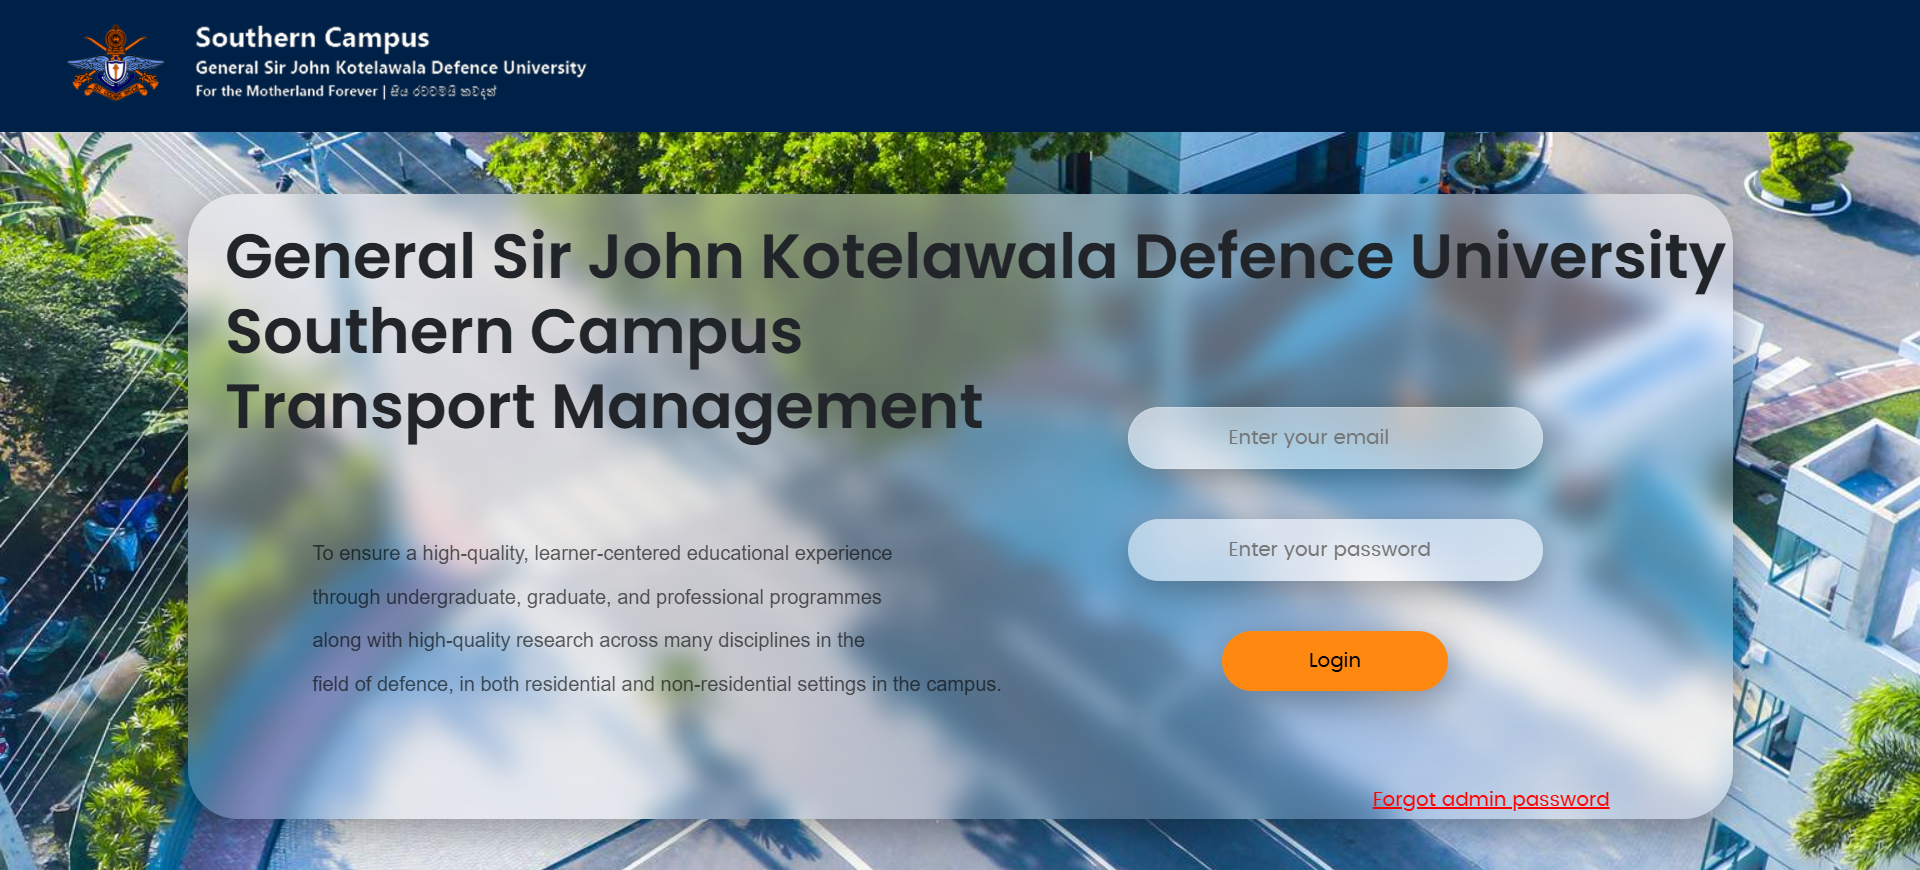 Southern Campus
General Sir John Kotelawala Defence University
For the Motherland Forever |
General Sir John Kotelawala Defence University
Southern Campus
Transport Management
Enter your email
Enter your password
To ensure a high-quality, learner-centered educational experience
through undergraduate, graduate, and professional programmes
along with high-quality research across many disciplines in the
field of defence, in both residential and non-residential settings in the campus.
Login
Forgot admin password